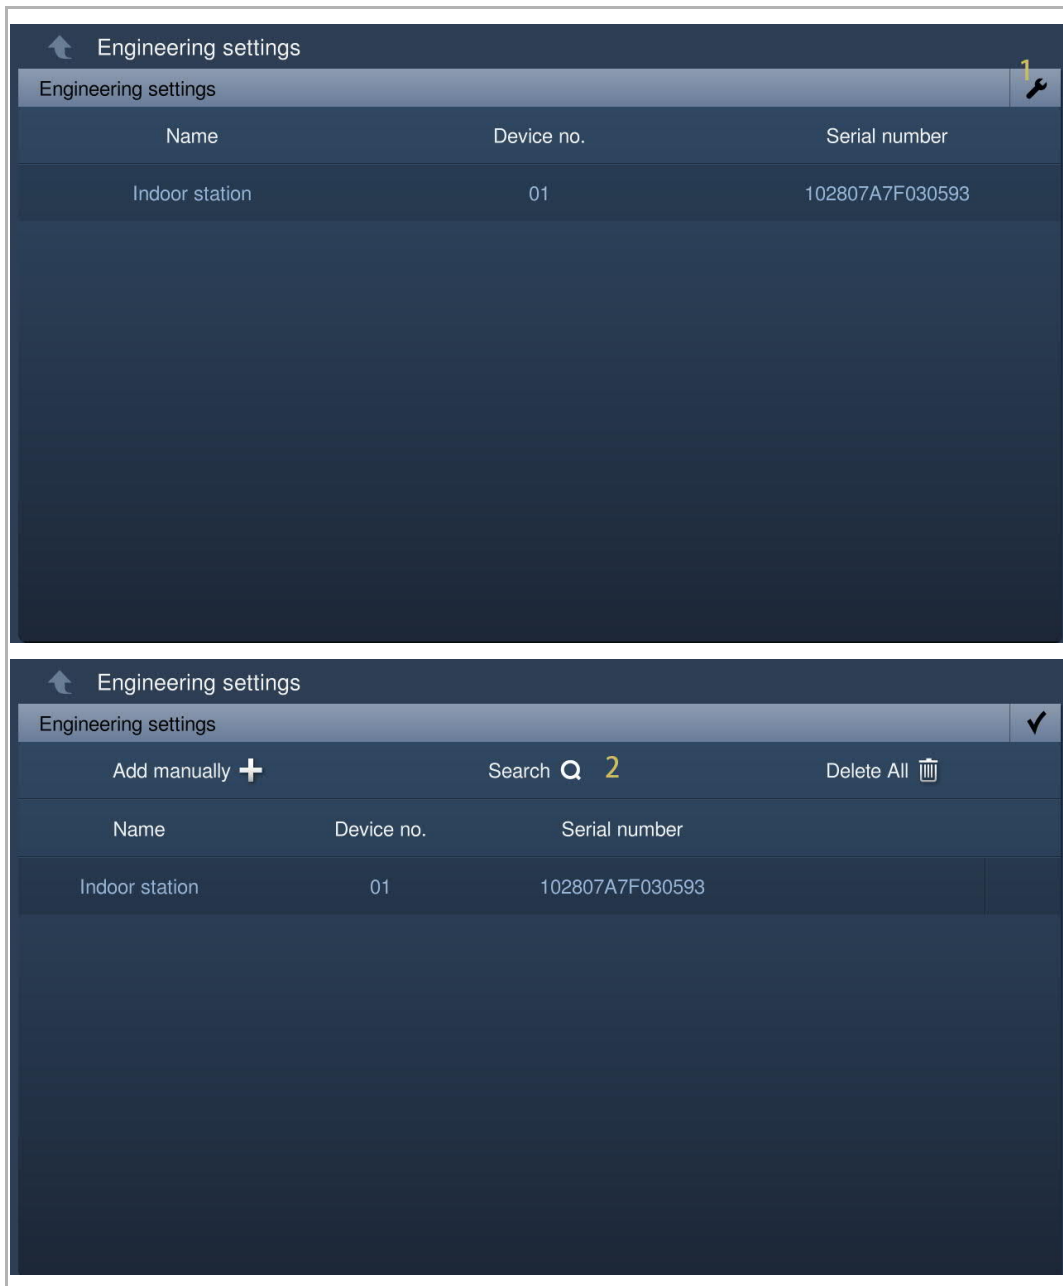 Engineering settings
1
Engineering settings
Name Device no. Serial number
Indoor station 01 102807A7F030593
Engineering settings
Engineering settings
Add manually Search 2 Delete All
Name Device no. Serial number
Indoor station 01 102807A7F030593